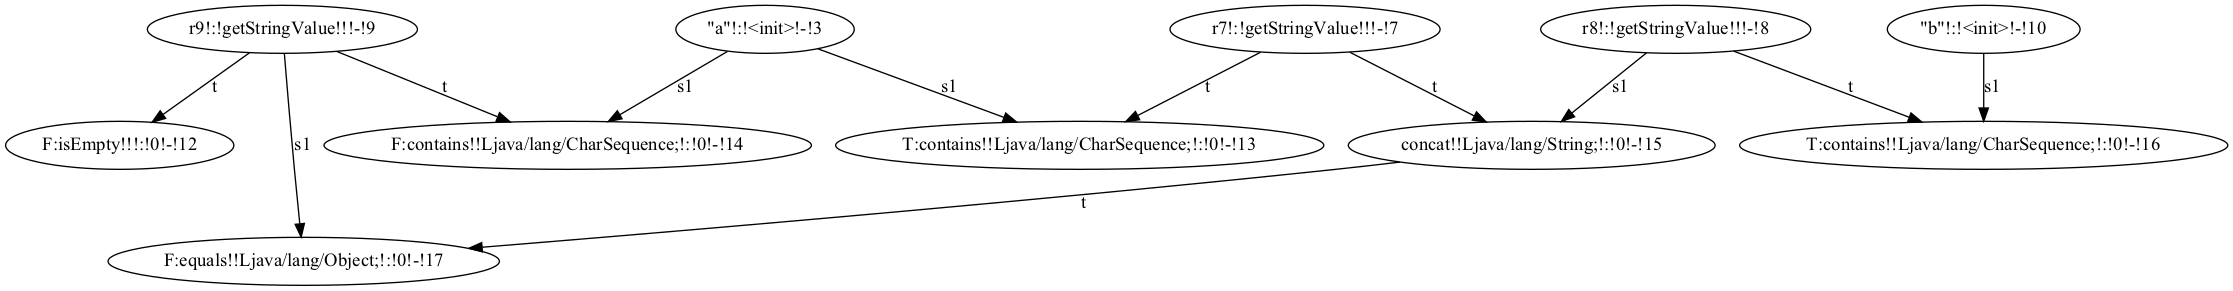 r9!:!getStringValue!!!-!9
"a"!:!<init>!-!3
r7!:!getStringValue!!!-!7
r8!:!getStringValue!!!-!8
"b"!:!<init>!-!10
t
t
s1
s1
t
t
s1
t
s1
F:isEmpty!!!:!0!-!12
s1
F:contains!!Ljava/lang/CharSequence;!:!0!-!14
T:contains!!Ljava/lang/CharSequence;!:!0!-!13
concat!!Ljava/lang/String;!:!0!-!15
T:contains!!Ljava/lang/CharSequence;!:!0!-!16
t
F:equals!!Ljava/lang/Object;!:!0!-!17